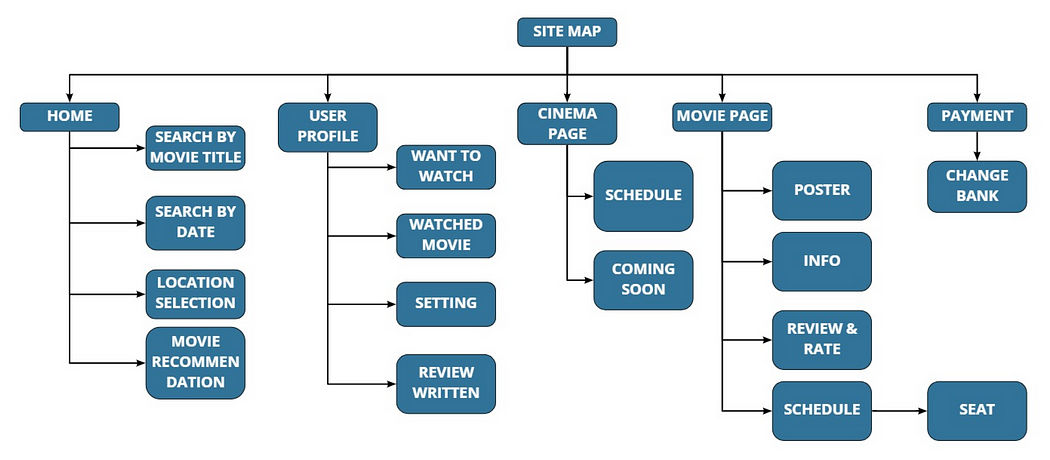 SITE MAP
HOME
SEARCH BY
MOVIE TITLE
SEARCH BY
DATE
LOCATION
SELECTION
MOVIE
RECOMMEN
DATION
USER
PROFILE
WANT TO
WATCH
WATCHED
MOVIE
SETTING
REVIEW
WRITTEN
CINEMA
PAGE
SCHEDULE
COMING
SOON
MOVIE PAGE
POSTER
INFO
REVIEW &
RATE
SCHEDULE
SEAT
PAYMENT
CHANGE
BANK